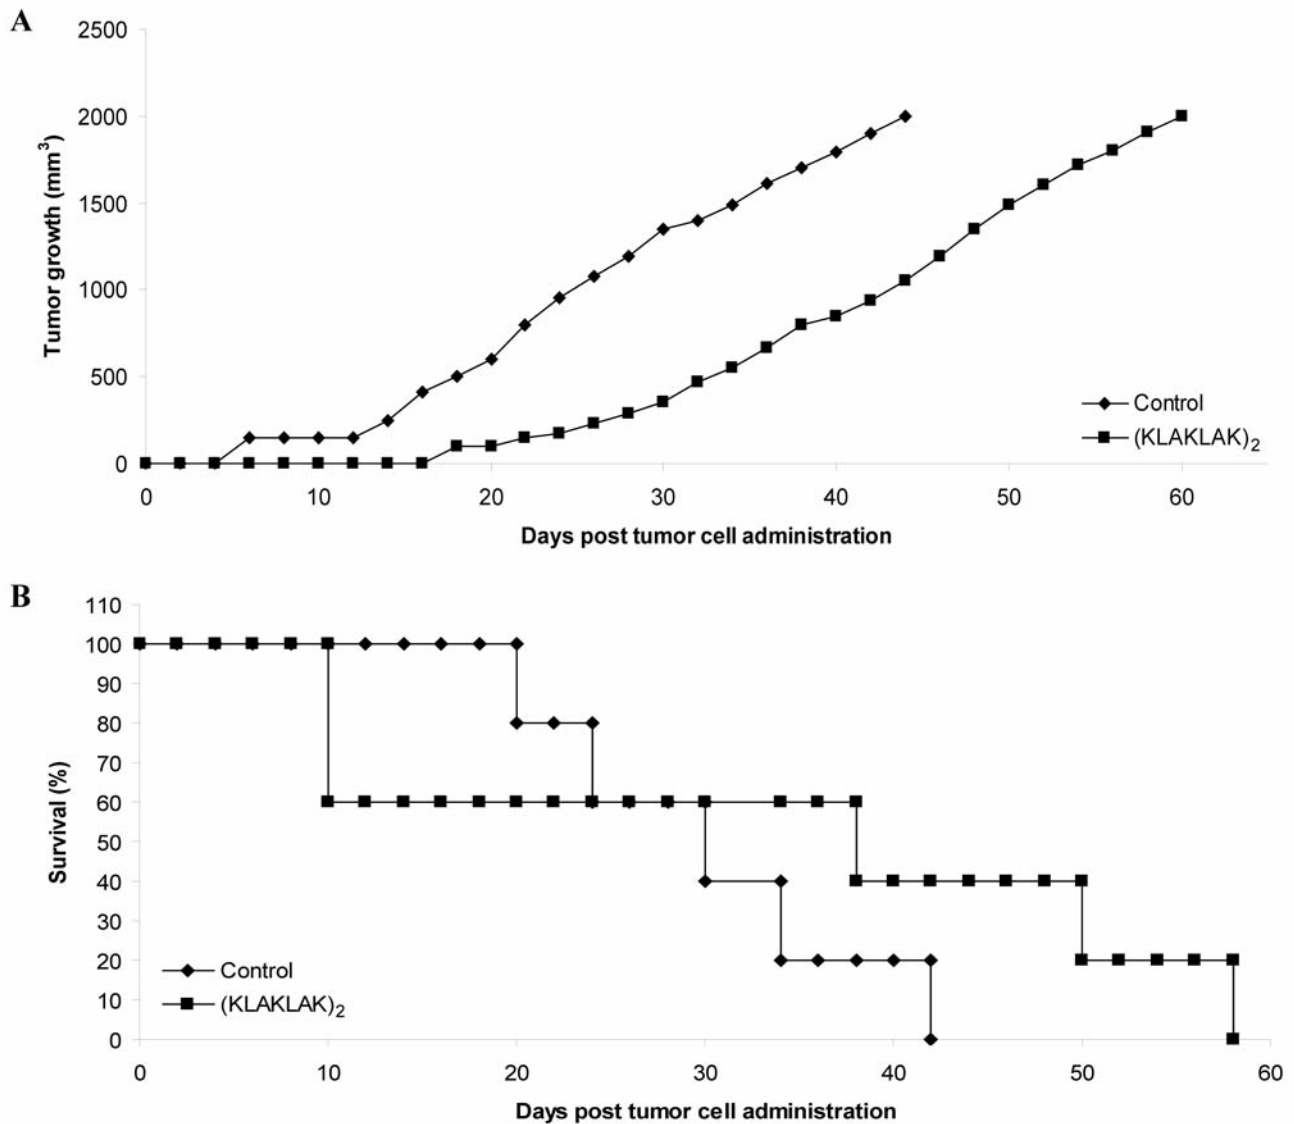 A
2500
2000
1500
1000
500
0
Tumor growth (mm³)
0 10 20 30 40 50 60
Days post tumor cell administration
Control
(KLAKLAK)₂
B
110
100
90
80
70
60
50
40
30
20
10
0
Survival (%)
0 10 20 30 40 50 60
Days post tumor cell administration
Control
(KLAKLAK)₂